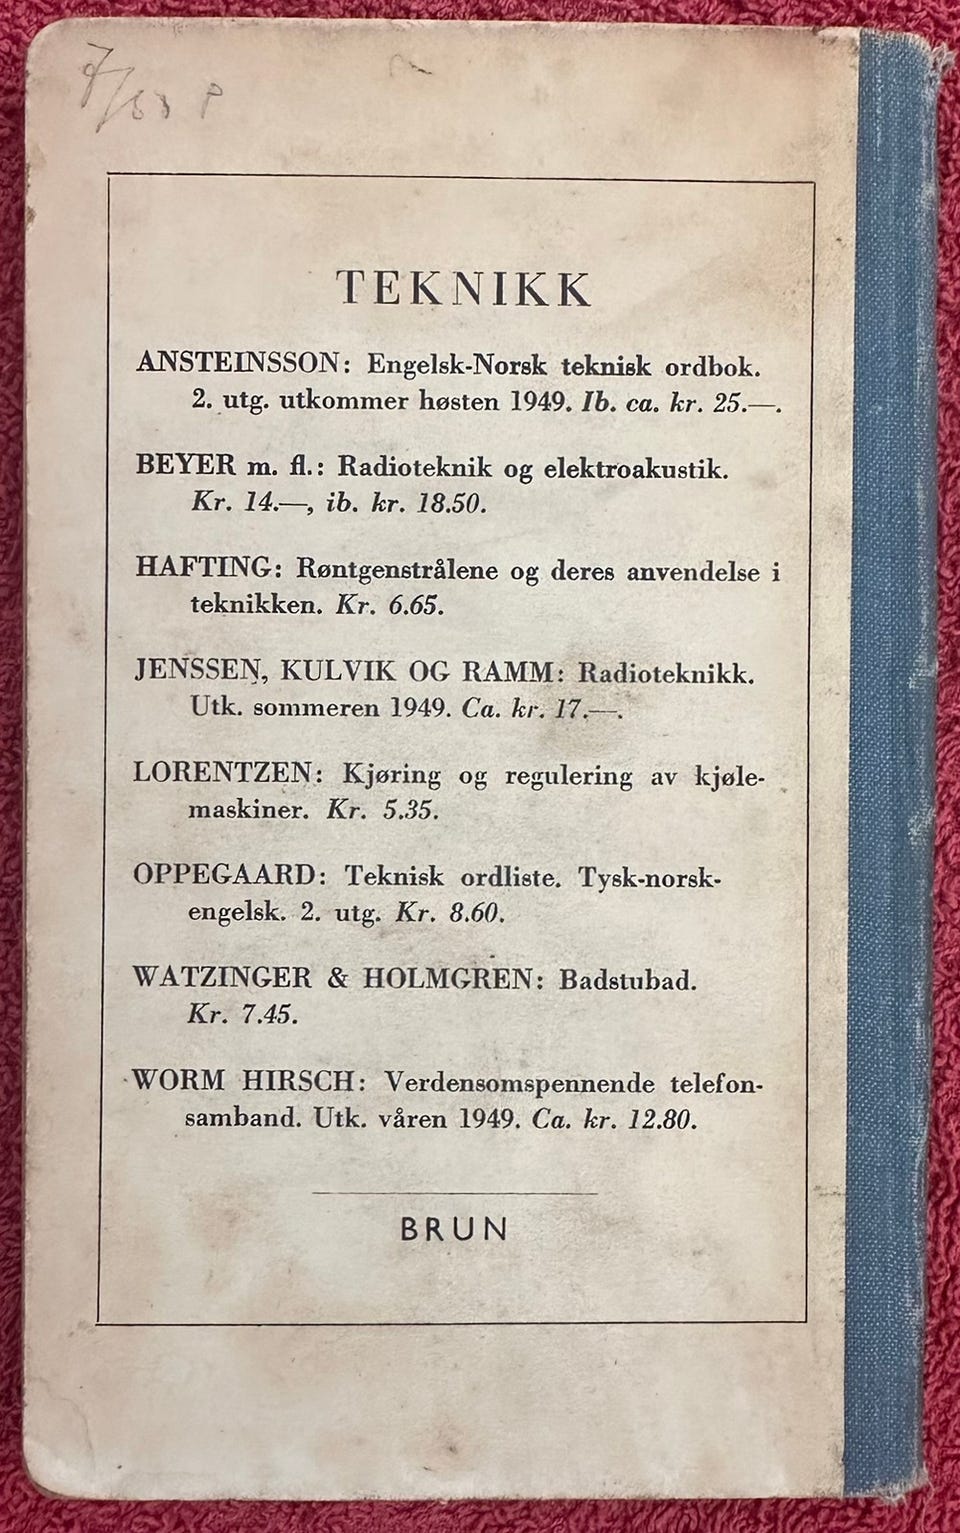 TEKNIKK
ANSTEINSSON: Engelsk-Norsk teknisk ordbok.
2. utg. utkommer høsten 1949. Ib. ca. kr. 25.—.
BEYER m. fl.: Radioteknik og elektroakustik.
Kr. 14.—, ib. kr. 18.50.
HAFTING: Røntgenstrålene og deres anvendelse i
teknikken. Kr. 6.65.
JENSSEN, KULVIK OG RAMM: Radioteknikk.
Utk. sommeren 1949. Ca. kr. 17.—.
LORENTZEN: Kjøring og regulering av kjøle-
maskiner. Kr. 5.35.
OPPEGAARD: Teknisk ordliste. Tysk-norsk-
engelsk. 2. utg. Kr. 8.60.
WATZINGER & HOLMGREN: Badstubad.
Kr. 7.45.
WORM HIRSCH: Verdensomspennende telefon-
samband. Utk. våren 1949. Ca. kr. 12.80.
BRUN